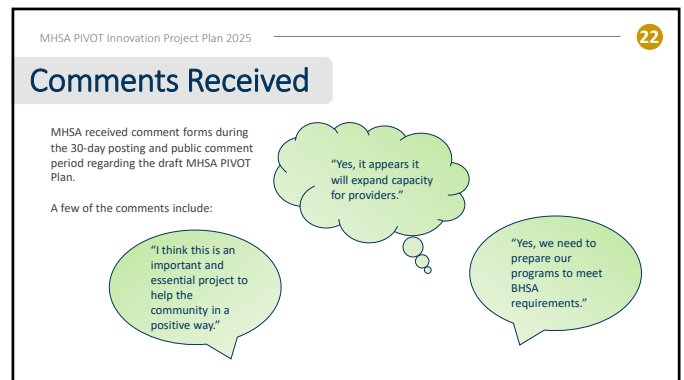 MHSA PIVOT Innovation Project Plan 2025
22
Comments Received
MHSA received comment forms during
the 30-day posting and public comment
period regarding the draft MHSA PIVOT
Plan.
A few of the comments include:
“Yes, it appears it
will expand capacity
for providers.”
“I think this is an
important and
essential project to
help the
community in a
positive way.”
“Yes, we need to
prepare our
programs to meet
BHSA
requirements.”